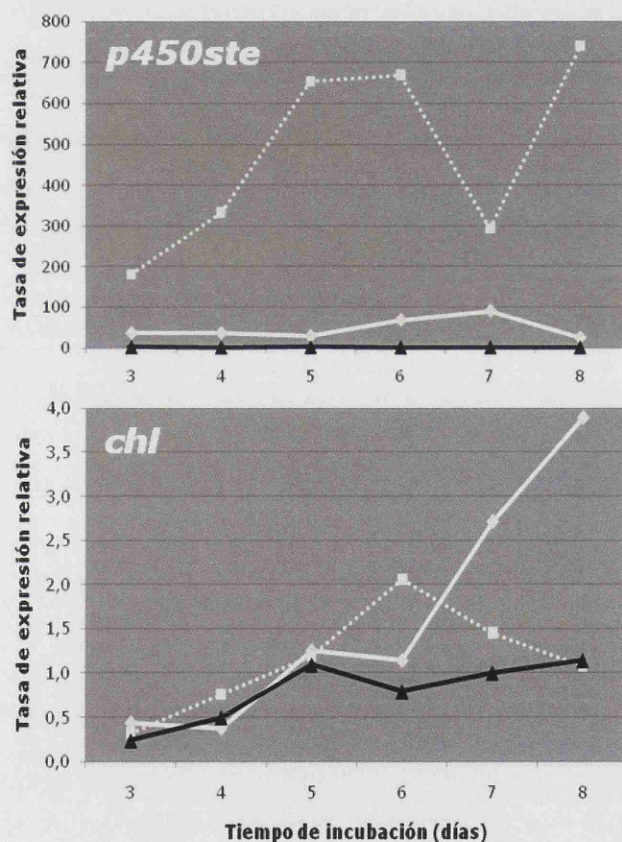 p450ste
Tasa de expresión relativa
800
700
600
500
400
300
200
100
0
3 4 5 6 7 8
chl
Tasa de expresión relativa
4,0
3,5
3,0
2,5
2,0
1,5
1,0
0,5
0,0
3 4 5 6 7 8
Tiempo de incubación (días)